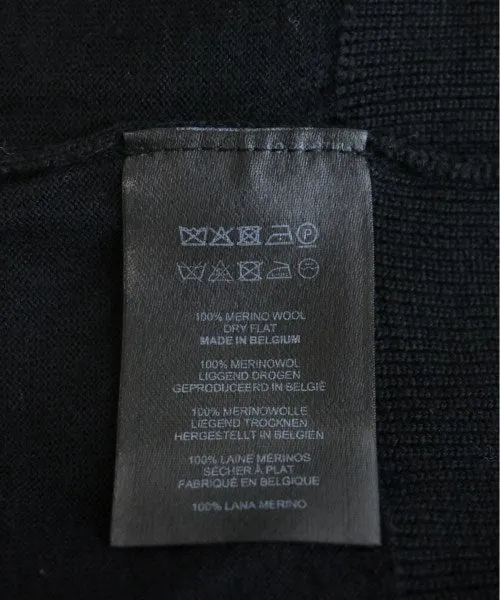 P
100% MERINO WOOL
DRY FLAT
MADE IN BELGIUM
100% MERINOWOL
LIGGEND DROGEN
GEPRODUCEERD IN BELGIË
100% MERINOWOLLE
LIEGEND TROCKNEN
HERGESTELLT IN BELGIEN
100% LAINE MERINOS
SÉCHER À PLAT
FABRIQUÉ EN BELGIQUE
100% LANA MERINO